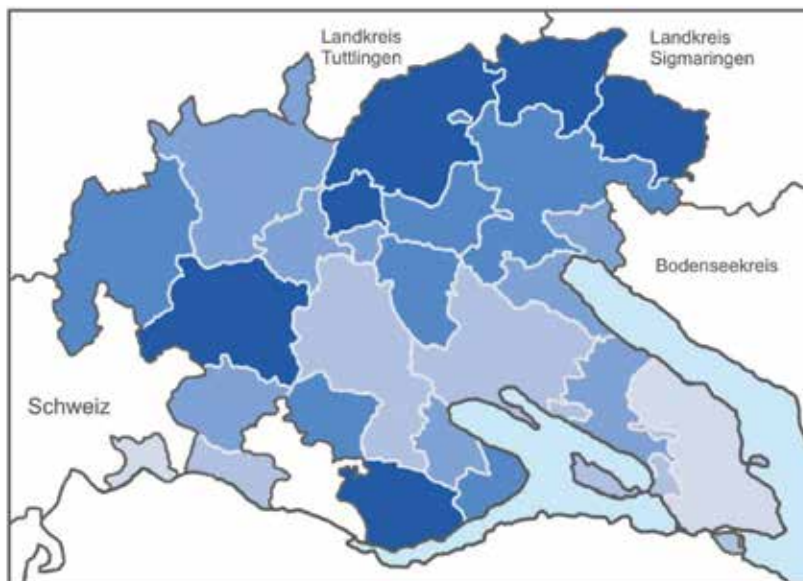 Landkreis
Tuttlingen
Landkreis
Sigmaringen
Bodenseekreis
Schweiz